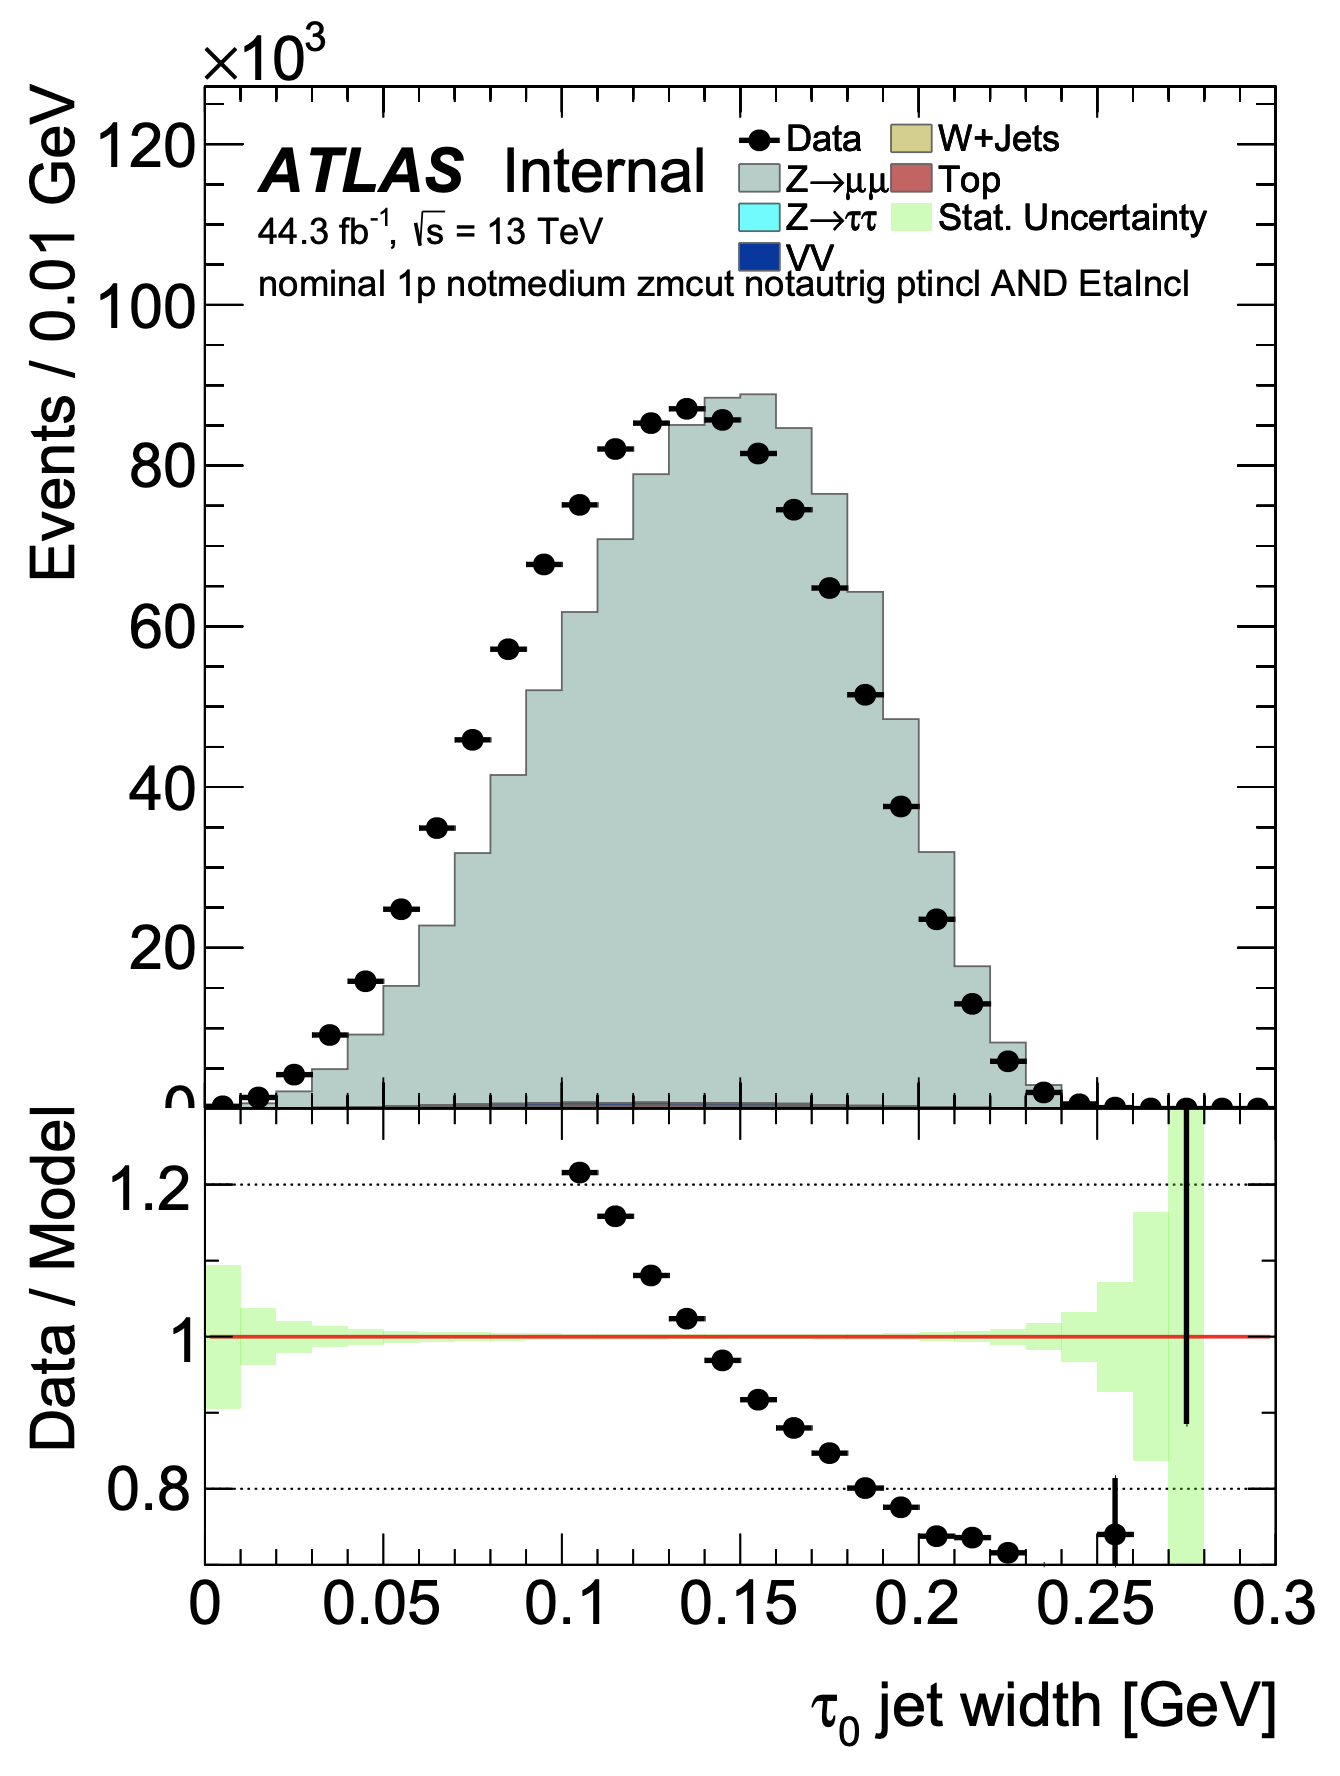 ×10³
Events / 0.01 GeV
120
100
80
60
40
20
0
ATLAS Internal
44.3 fb⁻¹, √s = 13 TeV
nominal 1p notmedium zmcut notautrig ptincl AND EtaIncl
Data
Z→μμ
Z→ττ
VV
W+Jets
Top
Stat. Uncertainty
Data / Model
1.2
1
0.8
0 0.05 0.1 0.15 0.2 0.25 0.3
τ₀ jet width [GeV]